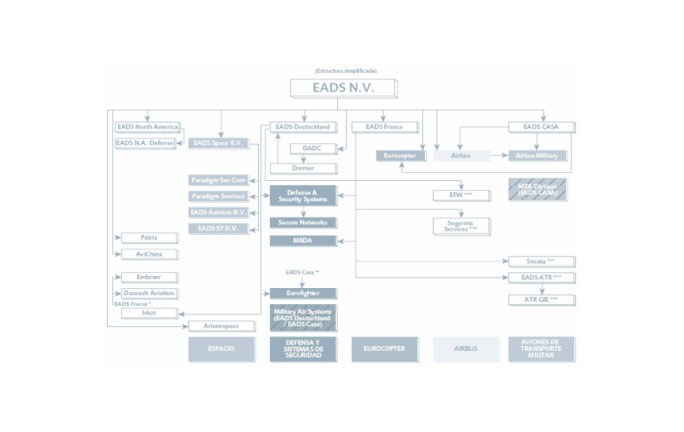 (Estructura simplificada)
EADS N.V.
EADS North America
EADS Deutschland
EADS France
EADS CASA
EADS N.A. Defense
EADS Space B.V.
DADC
Eurocopter
Airbus
Airbus Military
Dornier
Paradigm Sec Com
Defense &
Security Systems
EFW ***
MTA Division
(EADS CASA)
Paradigm Services
EADS Astrium N.V.
Secure Networks
Sogerma
Services ***
EADS ST N.V.
Patria
MBDA
AviChina
Socata ***
Embraer
EADS Casa **
EADS ATR ***
Dassault Aviation
Eurofighter
ATR GIE ***
EADS France *
Irkut
Military Air Systems
(EADS Deutschland
/ EADS Casa)
Arianespace
ESPACIO
DEFENSA Y
SISTEMAS DE
SEGURIDAD
EUROCOPTER
AIRBUS
AVIONES DE
TRANSPORTE
MILITAR